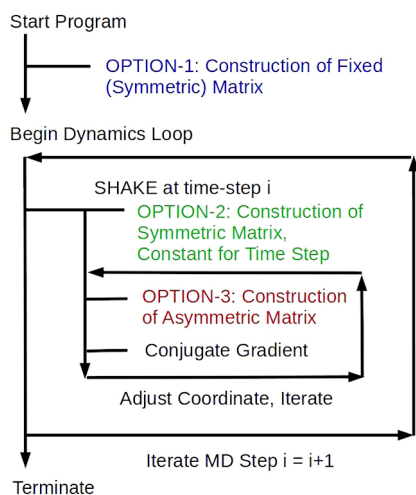 Start Program
OPTION-1: Construction of Fixed
(Symmetric) Matrix
Begin Dynamics Loop
SHAKE at time-step i
OPTION-2: Construction of
Symmetric Matrix,
Constant for Time Step
OPTION-3: Construction
of Asymmetric Matrix
Conjugate Gradient
Adjust Coordinate, Iterate
Iterate MD Step i = i+1
Terminate